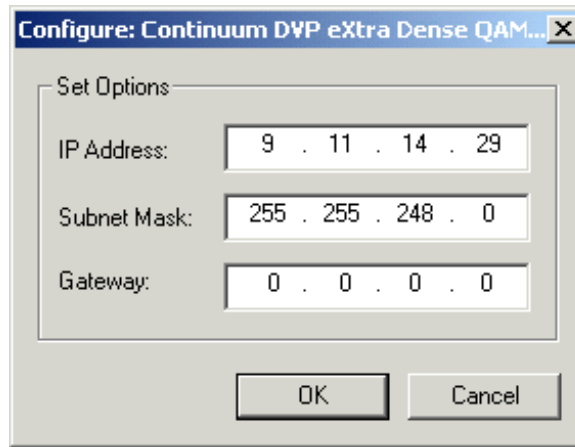 Configure: Continuum DVP eXtra Dense QAM...
Set Options
IP Address: 9 . 11 . 14 . 29
Subnet Mask: 255 . 255 . 248 . 0
Gateway: 0 . 0 . 0 . 0
OK Cancel